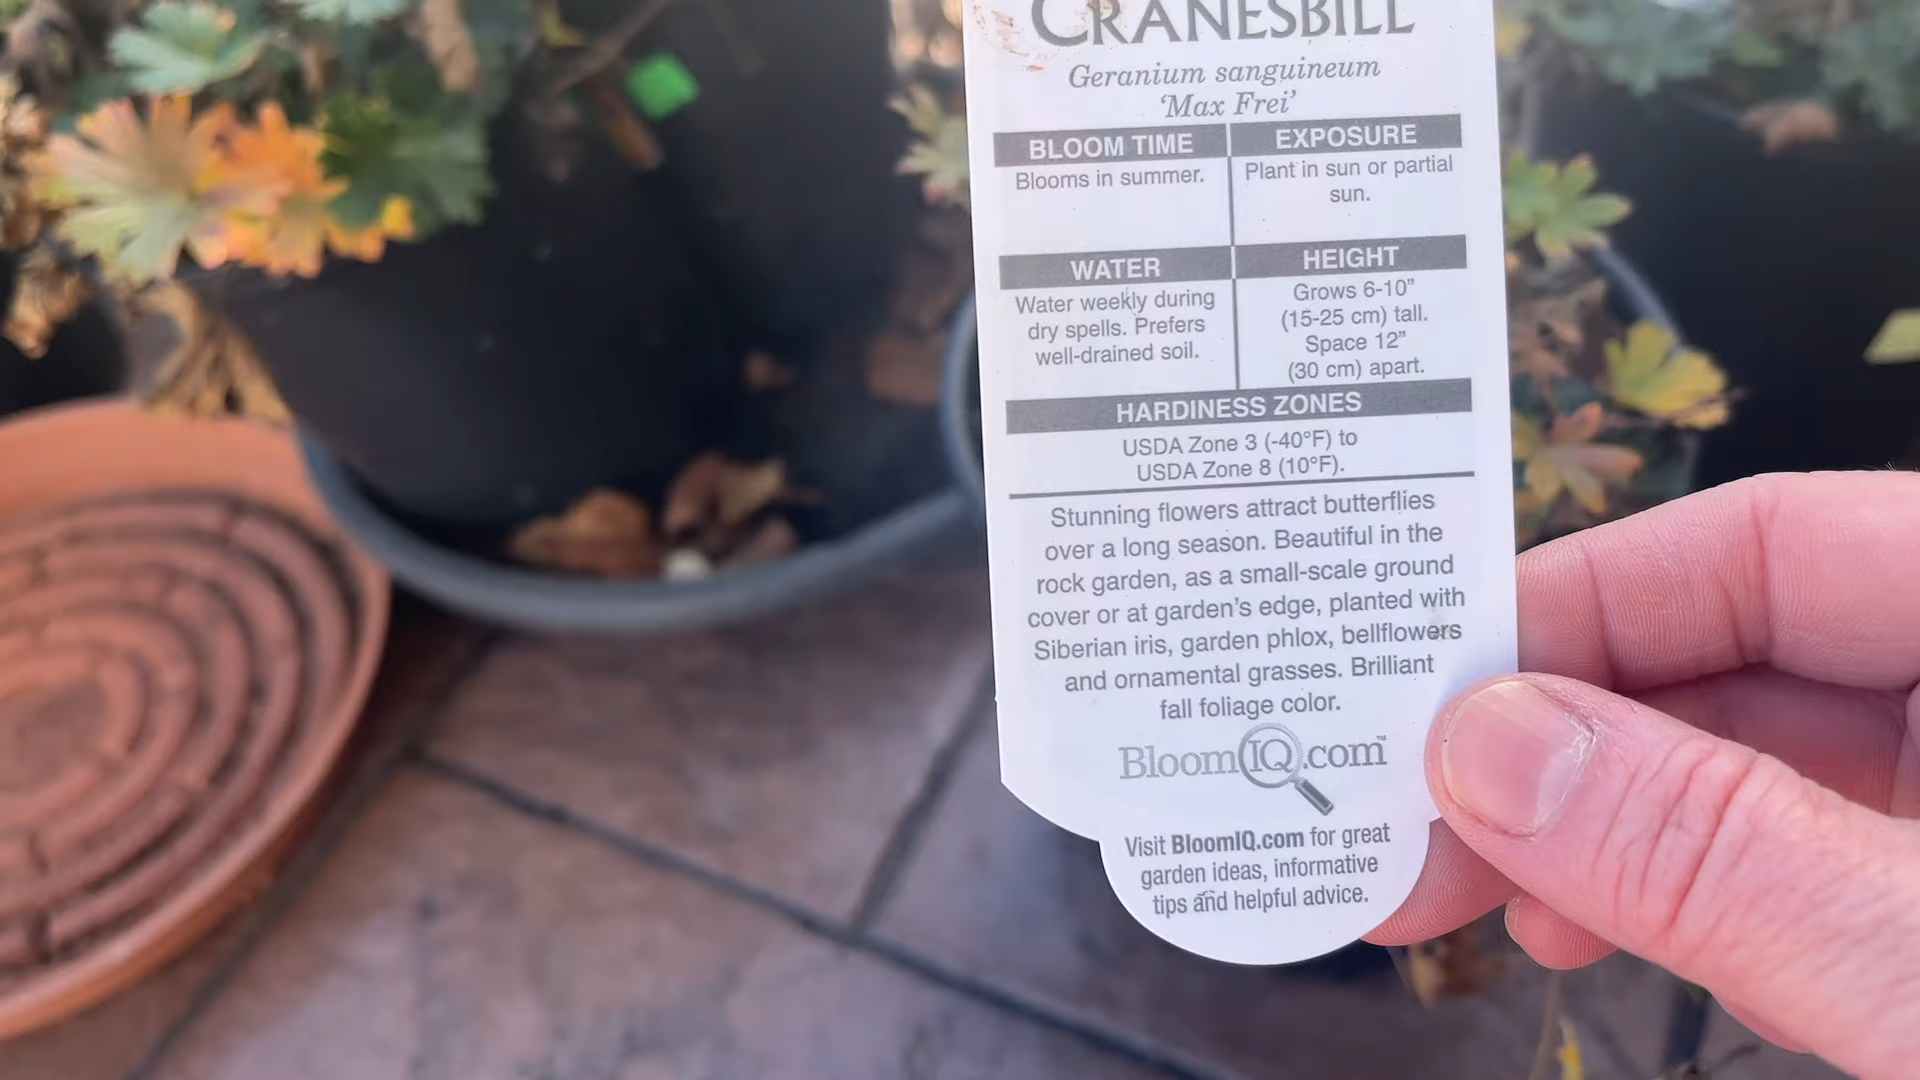 CRANESBILL
Geranium sanguineum
‘Max Frei’
BLOOM TIME
Blooms in summer.
EXPOSURE
Plant in sun or partial
sun.
WATER
Water weekly during
dry spells. Prefers
well-drained soil.
HEIGHT
Grows 6-10”
(15-25 cm) tall.
Space 12”
(30 cm) apart.
HARDINESS ZONES
USDA Zone 3 (-40°F) to
USDA Zone 8 (10°F).
Stunning flowers attract butterflies
over a long season. Beautiful in the
rock garden, as a small-scale ground
cover or at garden’s edge, planted with
Siberian iris, garden phlox, bellflowers
and ornamental grasses. Brilliant
fall foliage color.
BloomIQ.com™
Visit BloomIQ.com for great
garden ideas, informative
tips and helpful advice.